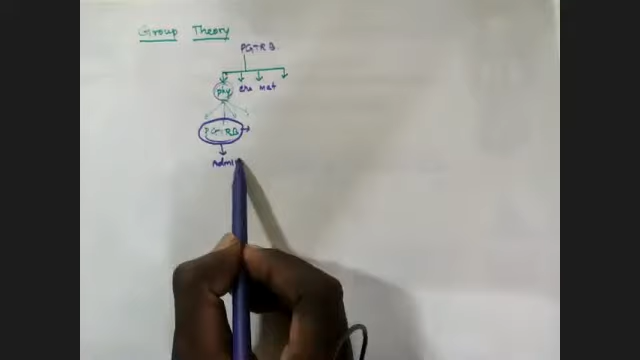 Group Theory
PGTRB
phy che mat
PGTRB
Admi